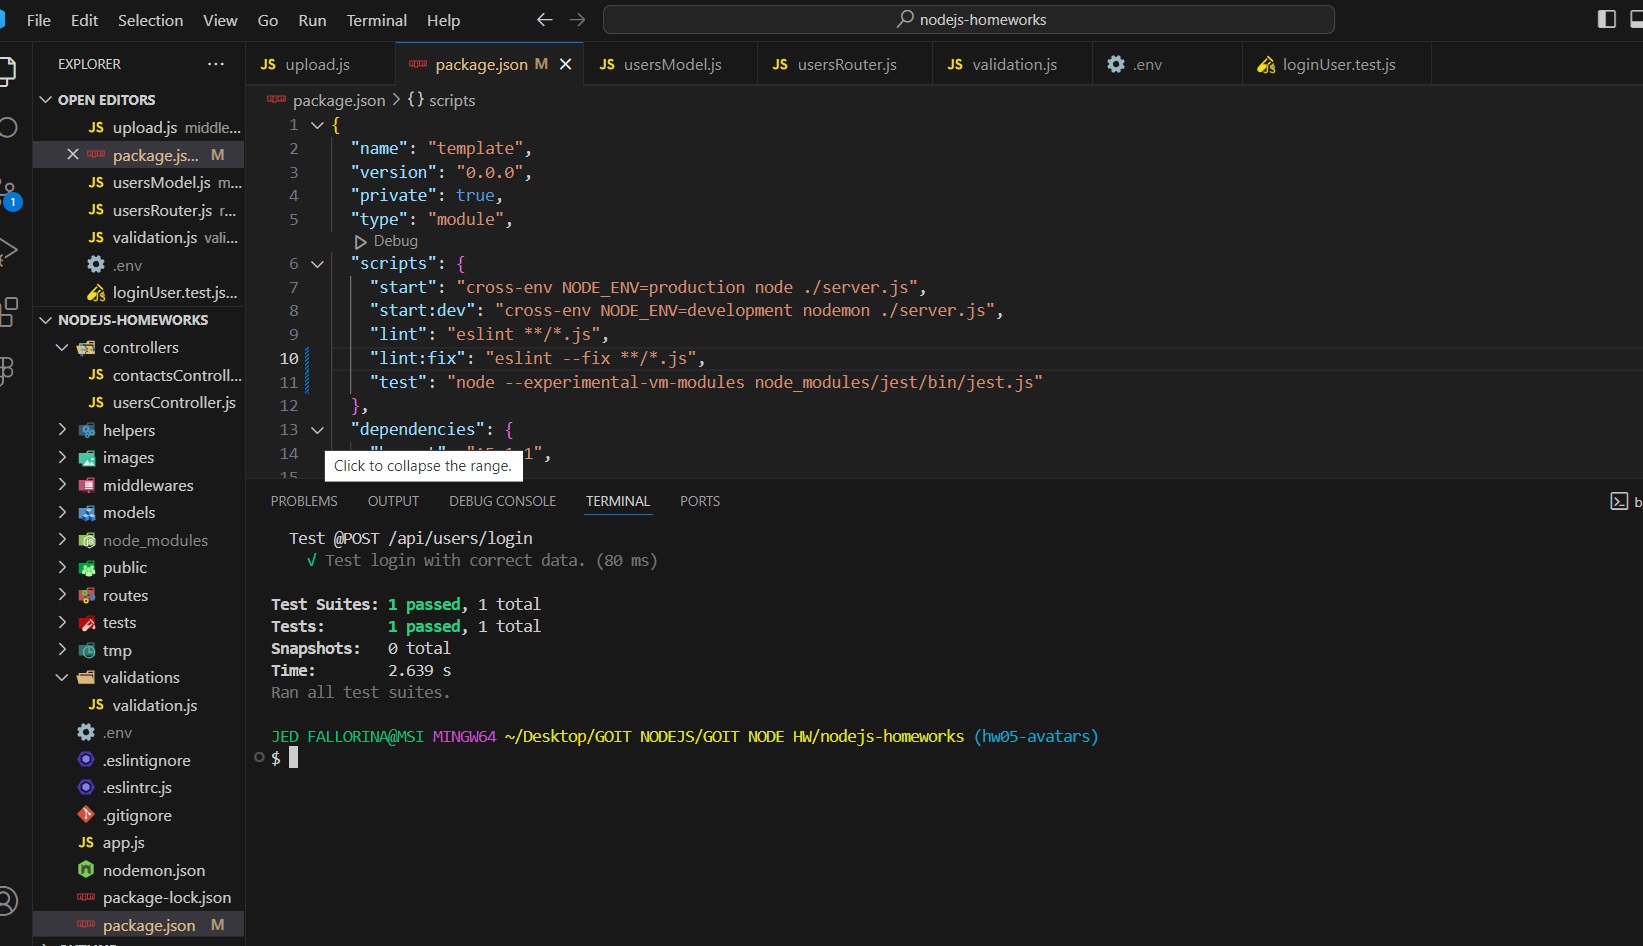 File Edit Selection View Go Run Terminal Help
nodejs-homeworks
EXPLORER
OPEN EDITORS
JS upload.js middle...
package.js... M
JS usersModel.js m...
JS usersRouter.js r...
JS validation.js vali...
.env
loginUser.test.js...
NODEJS-HOMEWORKS
controllers
JS contactsControll...
JS usersController.js
helpers
images
middlewares
models
node_modules
public
routes
tests
tmp
validations
JS validation.js
.env
.eslintignore
.eslintrc.js
.gitignore
JS app.js
nodemon.json
package-lock.json
package.json M
1
JS upload.js
package.json M
JS usersModel.js
JS usersRouter.js
JS validation.js
.env
loginUser.test.js
package.json > {} scripts
1 {
2 "name": "template",
3 "version": "0.0.0",
4 "private": true,
5 "type": "module",
Debug
6 "scripts": {
7 "start": "cross-env NODE_ENV=production node ./server.js",
8 "start:dev": "cross-env NODE_ENV=development nodemon ./server.js",
9 "lint": "eslint **/*.js",
10 "lint:fix": "eslint --fix **/*.js",
11 "test": "node --experimental-vm-modules node_modules/jest/bin/jest.js"
12 },
13 "dependencies": {
14
15
Click to collapse the range.
PROBLEMS OUTPUT DEBUG CONSOLE TERMINAL PORTS
Test @POST /api/users/login
√ Test login with correct data. (80 ms)
Test Suites: 1 passed, 1 total
Tests: 1 passed, 1 total
Snapshots: 0 total
Time: 2.639 s
Ran all test suites.
JED FALLORINA@MSI MINGW64 ~/Desktop/GOIT NODEJS/GOIT NODE HW/nodejs-homeworks (hw05-avatars)
$